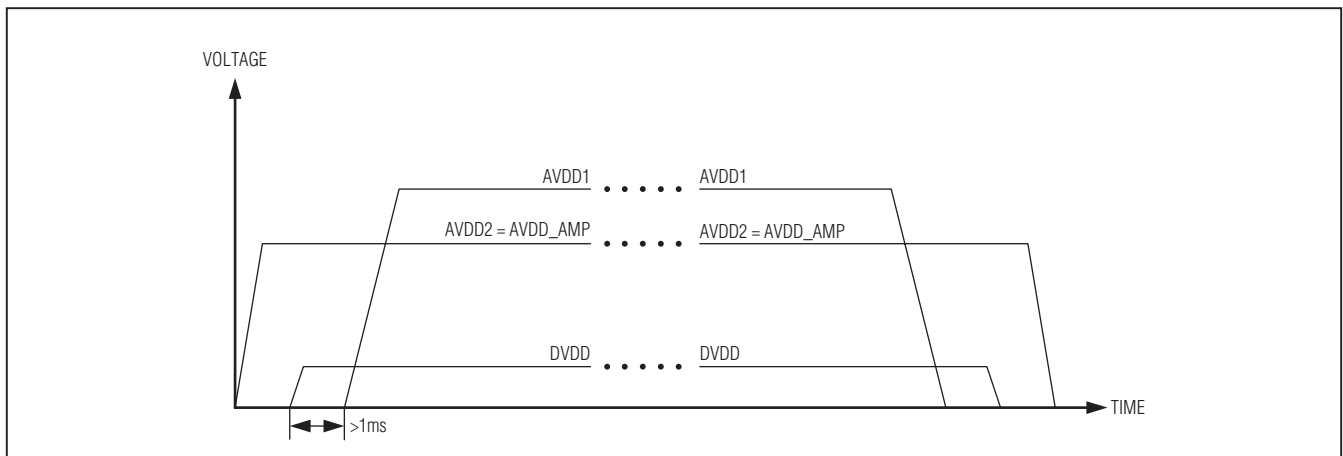 VOLTAGE
AVDD1 AVDD1
AVDD2 = AVDD_AMP AVDD2 = AVDD_AMP
DVDD DVDD
TIME
>1ms